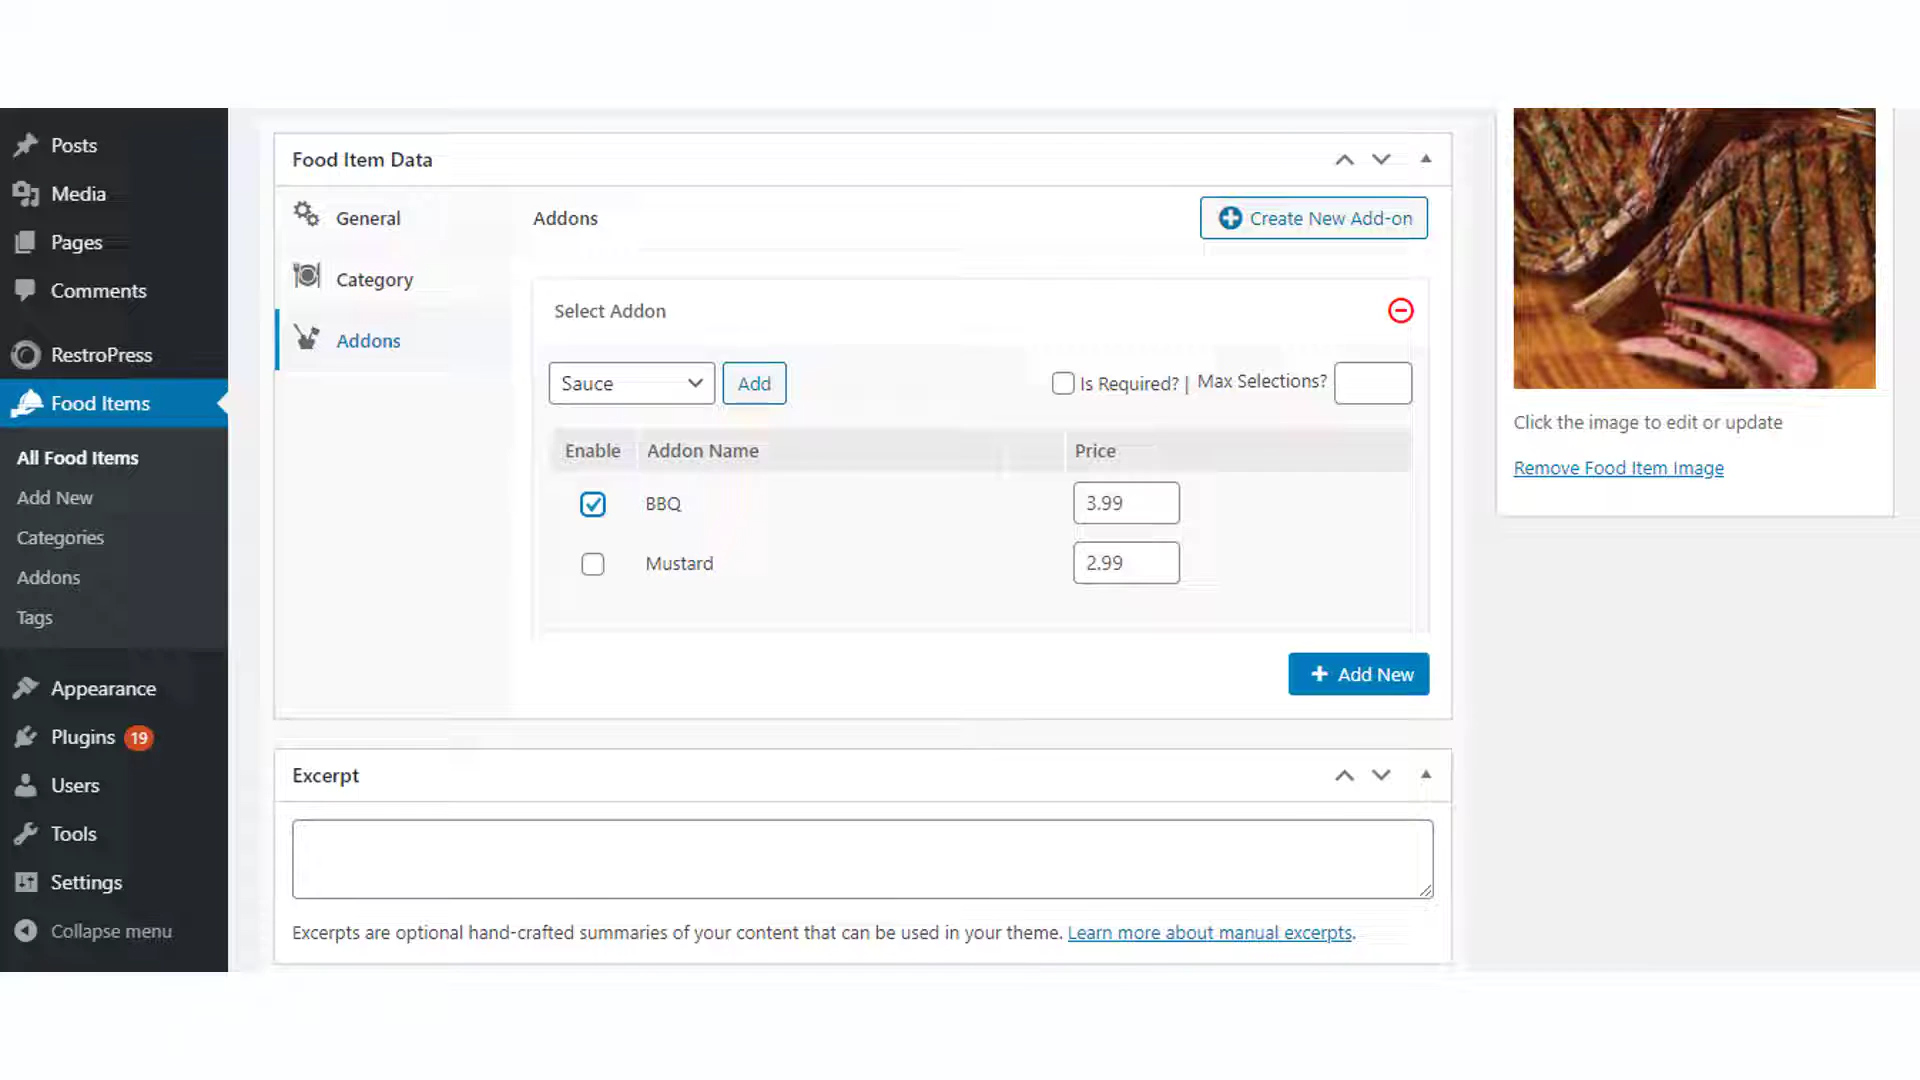 Posts
Media
Pages
Comments
RestroPress
Food Items
All Food Items
Add New
Categories
Addons
Tags
Appearance
Plugins 19
Users
Tools
Settings
Collapse menu
Food Item Data
General
Category
Addons
Addons
Create New Add-on
Select Addon
Sauce
Add
Is Required? | Max Selections?
Enable Addon Name Price
BBQ 3.99
Mustard 2.99
Add New
Excerpt
Excerpts are optional hand-crafted summaries of your content that can be used in your theme. Learn more about manual excerpts.
Click the image to edit or update
Remove Food Item Image